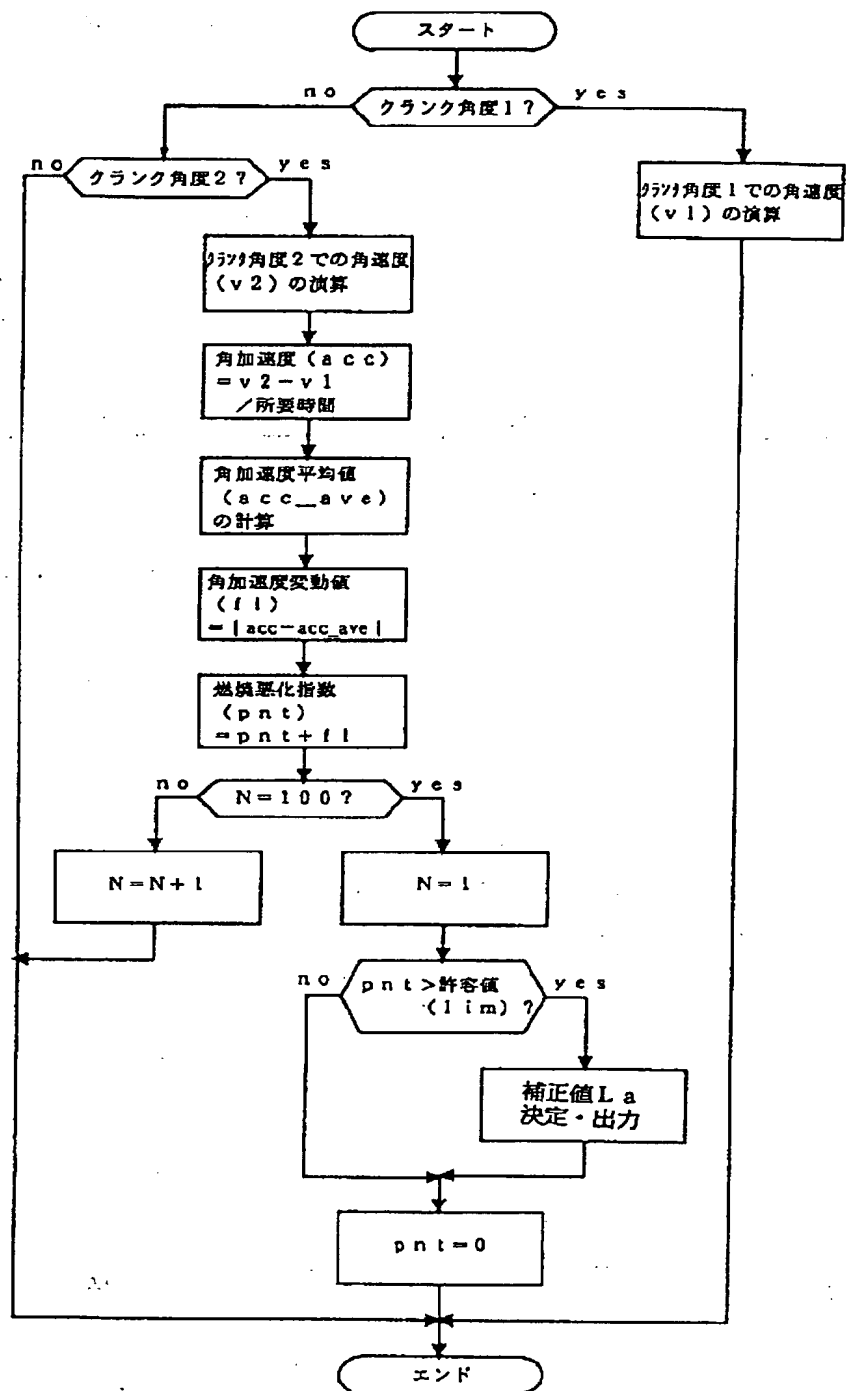 スタート
no
クランク角度1?
yes
no
クランク角度2?
yes
クランク角度1での角速度
(v1)の演算
クランク角度2での角速度
(v2)の演算
角加速度(acc)
=v2-v1
/所要時間
角加速度平均値
(acc_ave)
の計算
角加速度変動値
(fl)
=|acc-acc_ave|
燃焼悪化指数
(pnt)
=pnt+fl
no
N=100?
yes
N=N+1
N=1
no
pnt>許容値
(lim)?
yes
補正値La
決定・出力
pnt=0
エンド